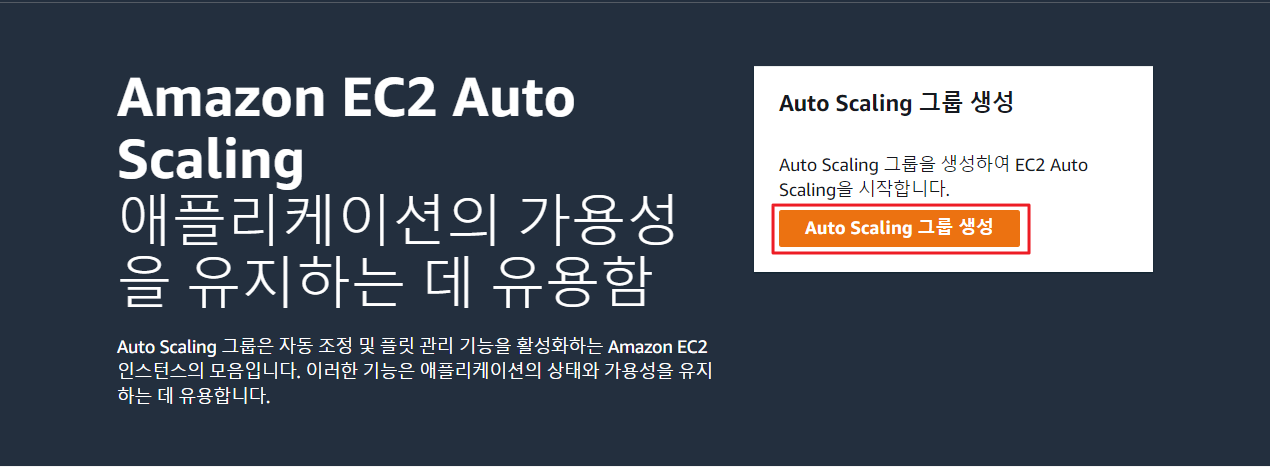 Amazon EC2 Auto
Scaling
애플리케이션의 가용성
을 유지하는 데 유용함
Auto Scaling 그룹은 자동 조정 및 플릿 관리 기능을 활성화하는 Amazon EC2
인스턴스의 모음입니다. 이러한 기능은 애플리케이션의 상태와 가용성을 유지
하는 데 유용합니다.
Auto Scaling 그룹 생성
Auto Scaling 그룹을 생성하여 EC2 Auto
Scaling을 시작합니다.
Auto Scaling 그룹 생성